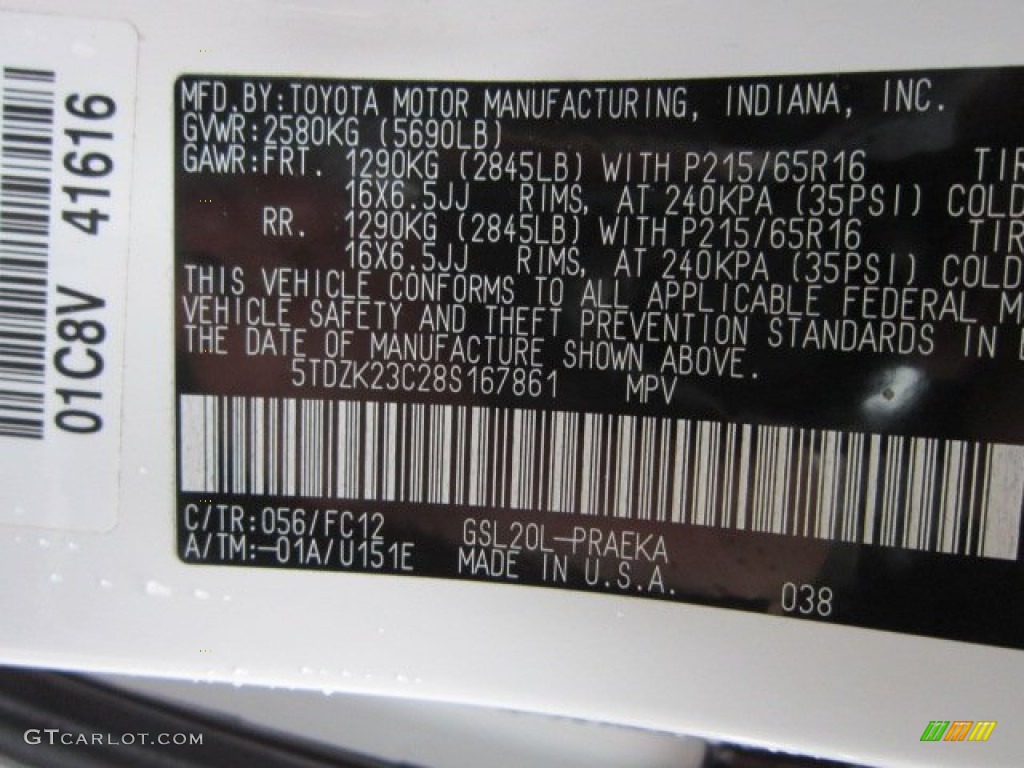 01C8V 41616
MFD.BY:TOYOTA MOTOR MANUFACTURING, INDIANA, INC.
GVWR:2580KG (5690LB)
GAWR:FRT. 1290KG (2845LB) WITH P215/65R16 TIR
16X6.5JJ RIMS, AT 240KPA (35PSI) COLD
RR. 1290KG (2845LB) WITH P215/65R16 TIR
16X6.5JJ RIMS, AT 240KPA (35PSI) COLD
THIS VEHICLE CONFORMS TO ALL APPLICABLE FEDERAL M
VEHICLE SAFETY AND THEFT PREVENTION STANDARDS IN E
THE DATE OF MANUFACTURE SHOWN ABOVE.
5TDZK23C28S167861 MPV
C/TR:056/FC12 GSL20L-PRAEKA
A/TM:-01A/U151E MADE IN U.S.A.
038
GTCARLOT.COM